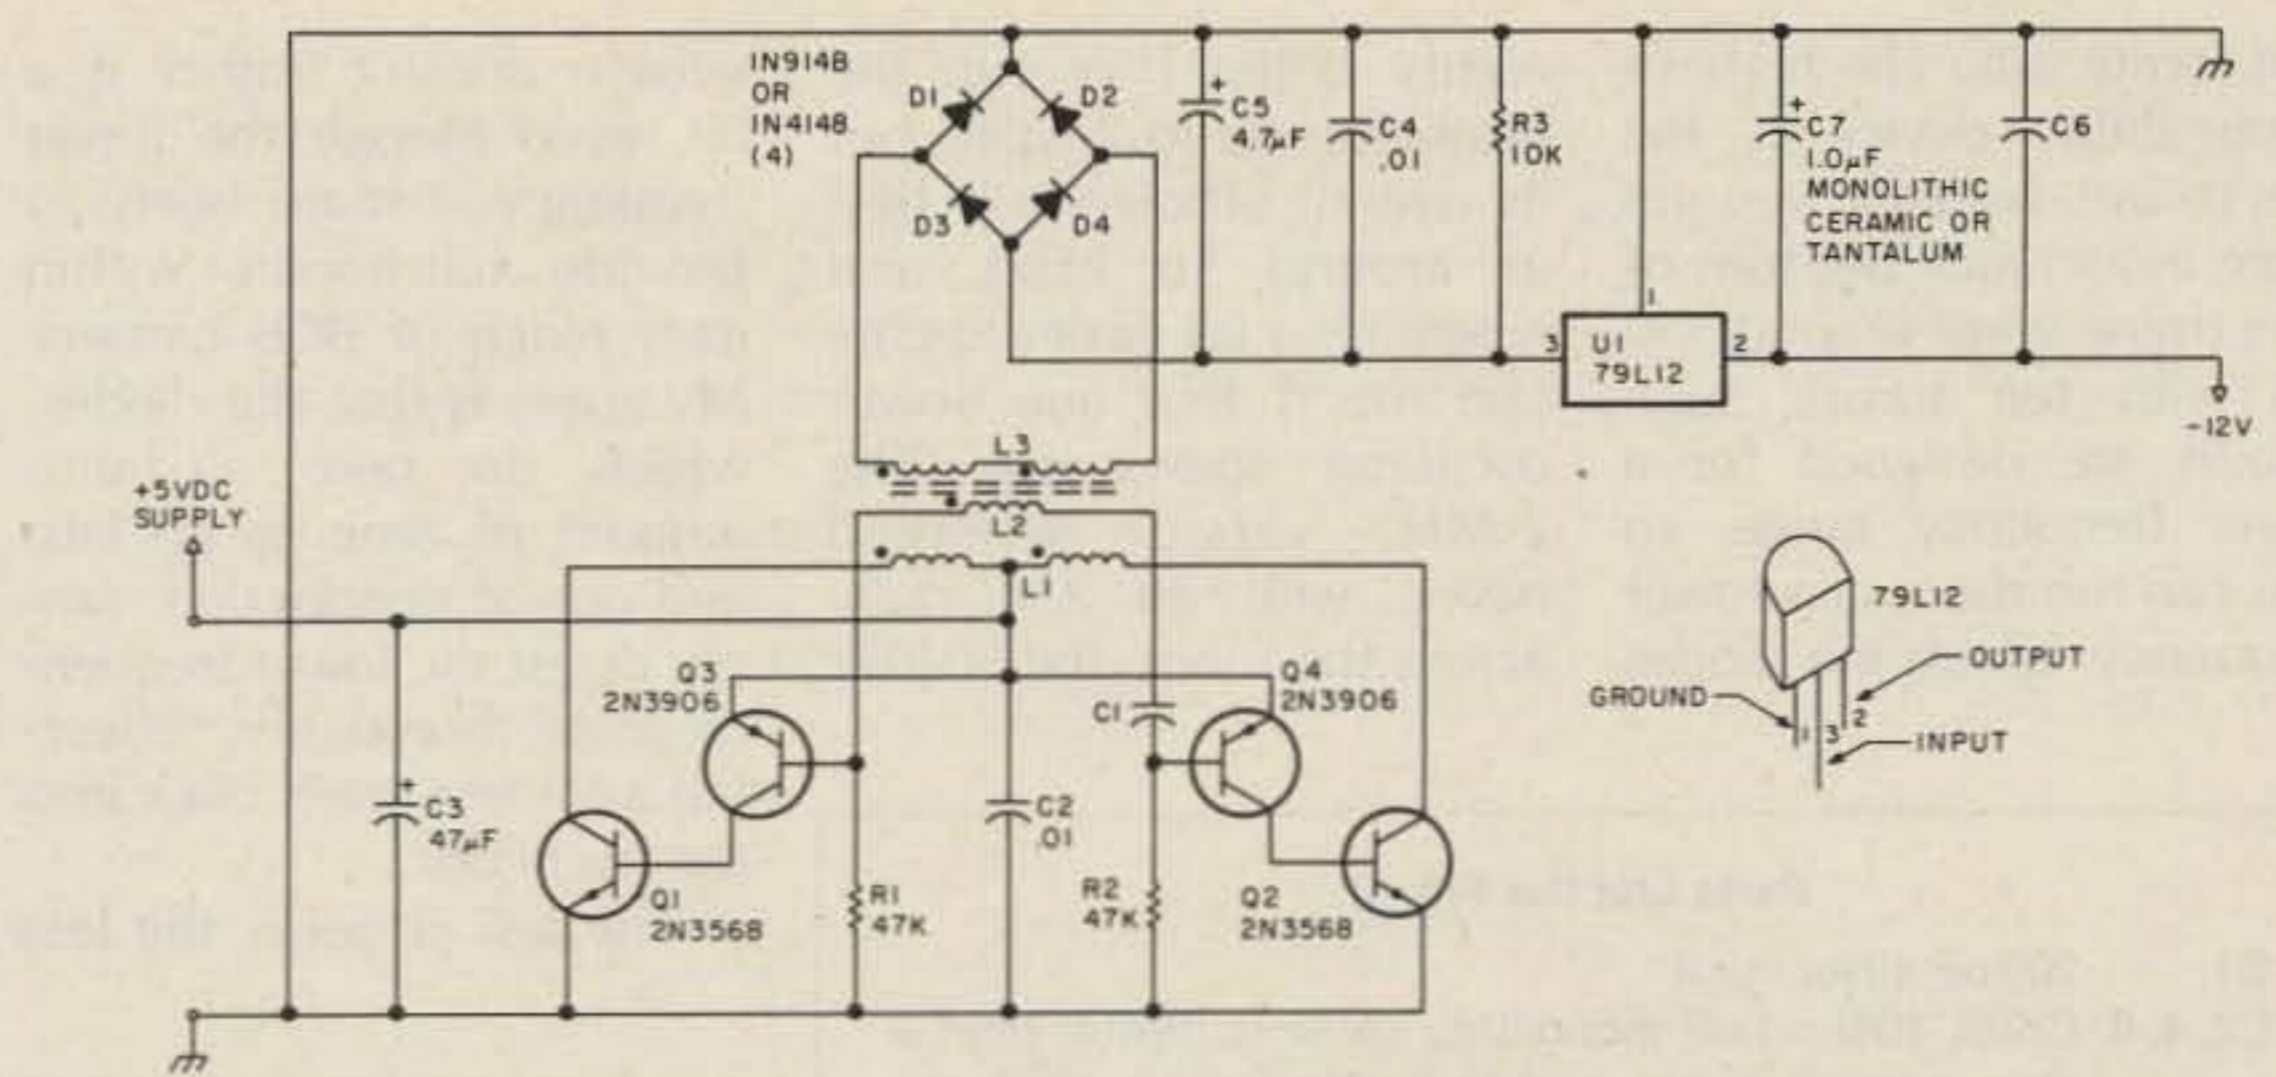 1N914B
OR
1N4148
(4)
D1
D2
D3
D4
+
C5
4.7µF
C4
.01
R3
10K
+
C7
1.0µF
MONOLITHIC
CERAMIC OR
TANTALUM
C6
1
3
U1
79L12
2
-12V
L3
L2
L1
+5VDC
SUPPLY
Q3
2N3906
Q4
2N3906
C1
+
C3
47µF
C2
.01
Q1
2N3568
R1
47K
R2
47K
Q2
2N3568
79L12
OUTPUT
GROUND
1
3
2
INPUT